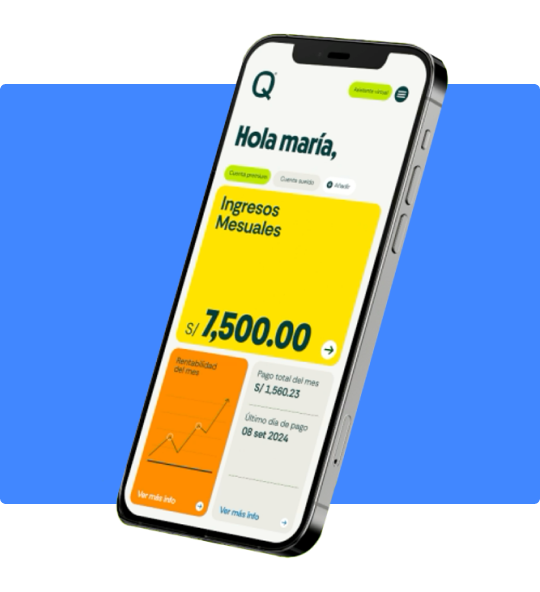 Q
Asistente virtual
Hola maría,
Cuenta premium
Cuenta sueldo
Añadir
Ingresos
Mesuales
S/ 7,500.00
Rentabilidad
del mes
Ver más info
Pago total del mes
S/ 1,560.23
Último día de pago
08 set 2024
Ver más info